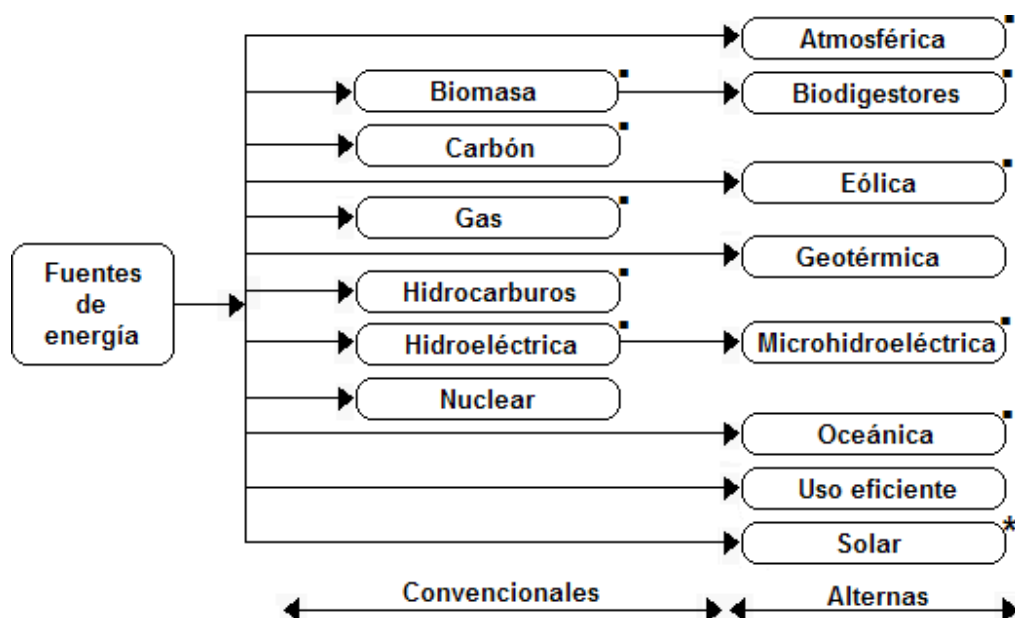 Atmosférica
Biomasa
Biodigestores
Carbón
Eólica
Gas
Fuentes
de
energía
Geotérmica
Hidrocarburos
Hidroeléctrica
Microhidroeléctrica
Nuclear
Oceánica
Uso eficiente
Solar*
Convencionales
Alternas